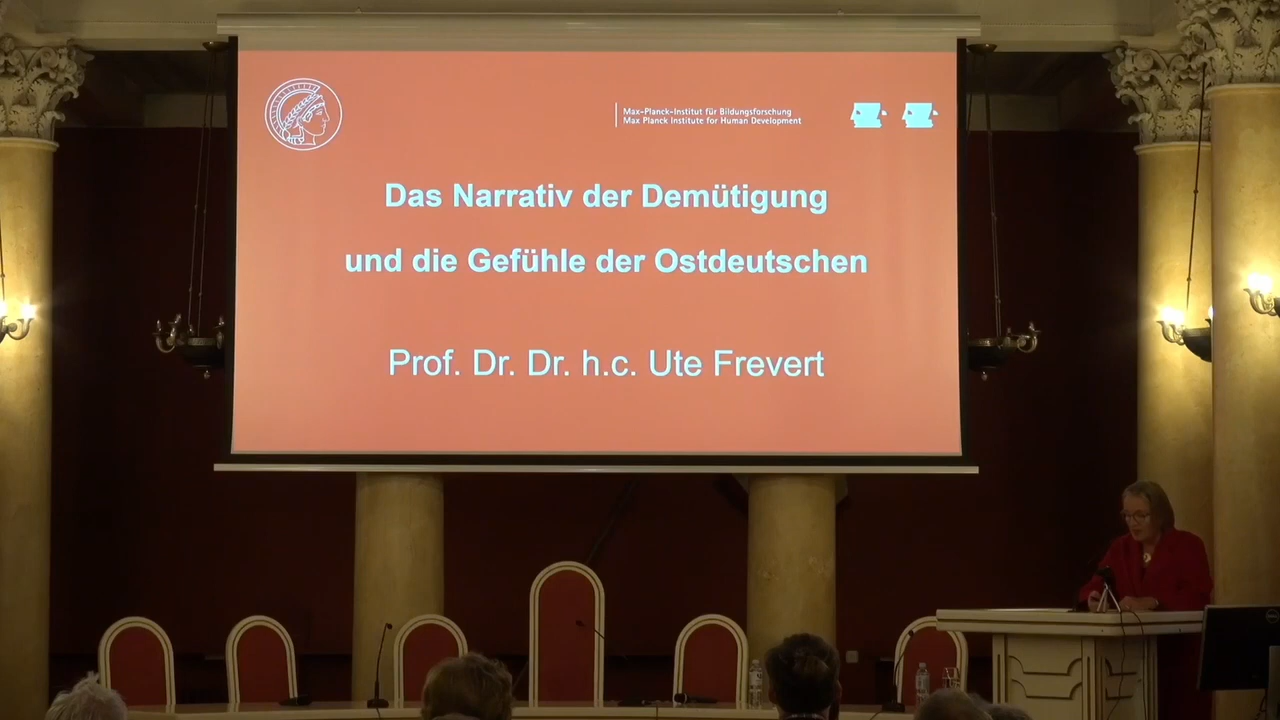 Max-Planck-Institut für Bildungsforschung
Max Planck Institute for Human Development
Das Narrativ der Demütigung
und die Gefühle der Ostdeutschen
Prof. Dr. Dr. h.c. Ute Frevert